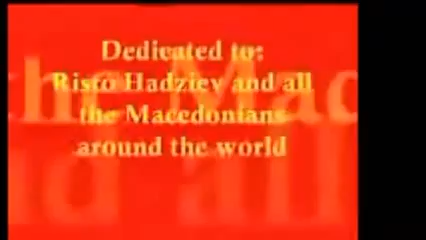 Dedicated to:
Risto Hadziev and all
the Macedonians
around the world